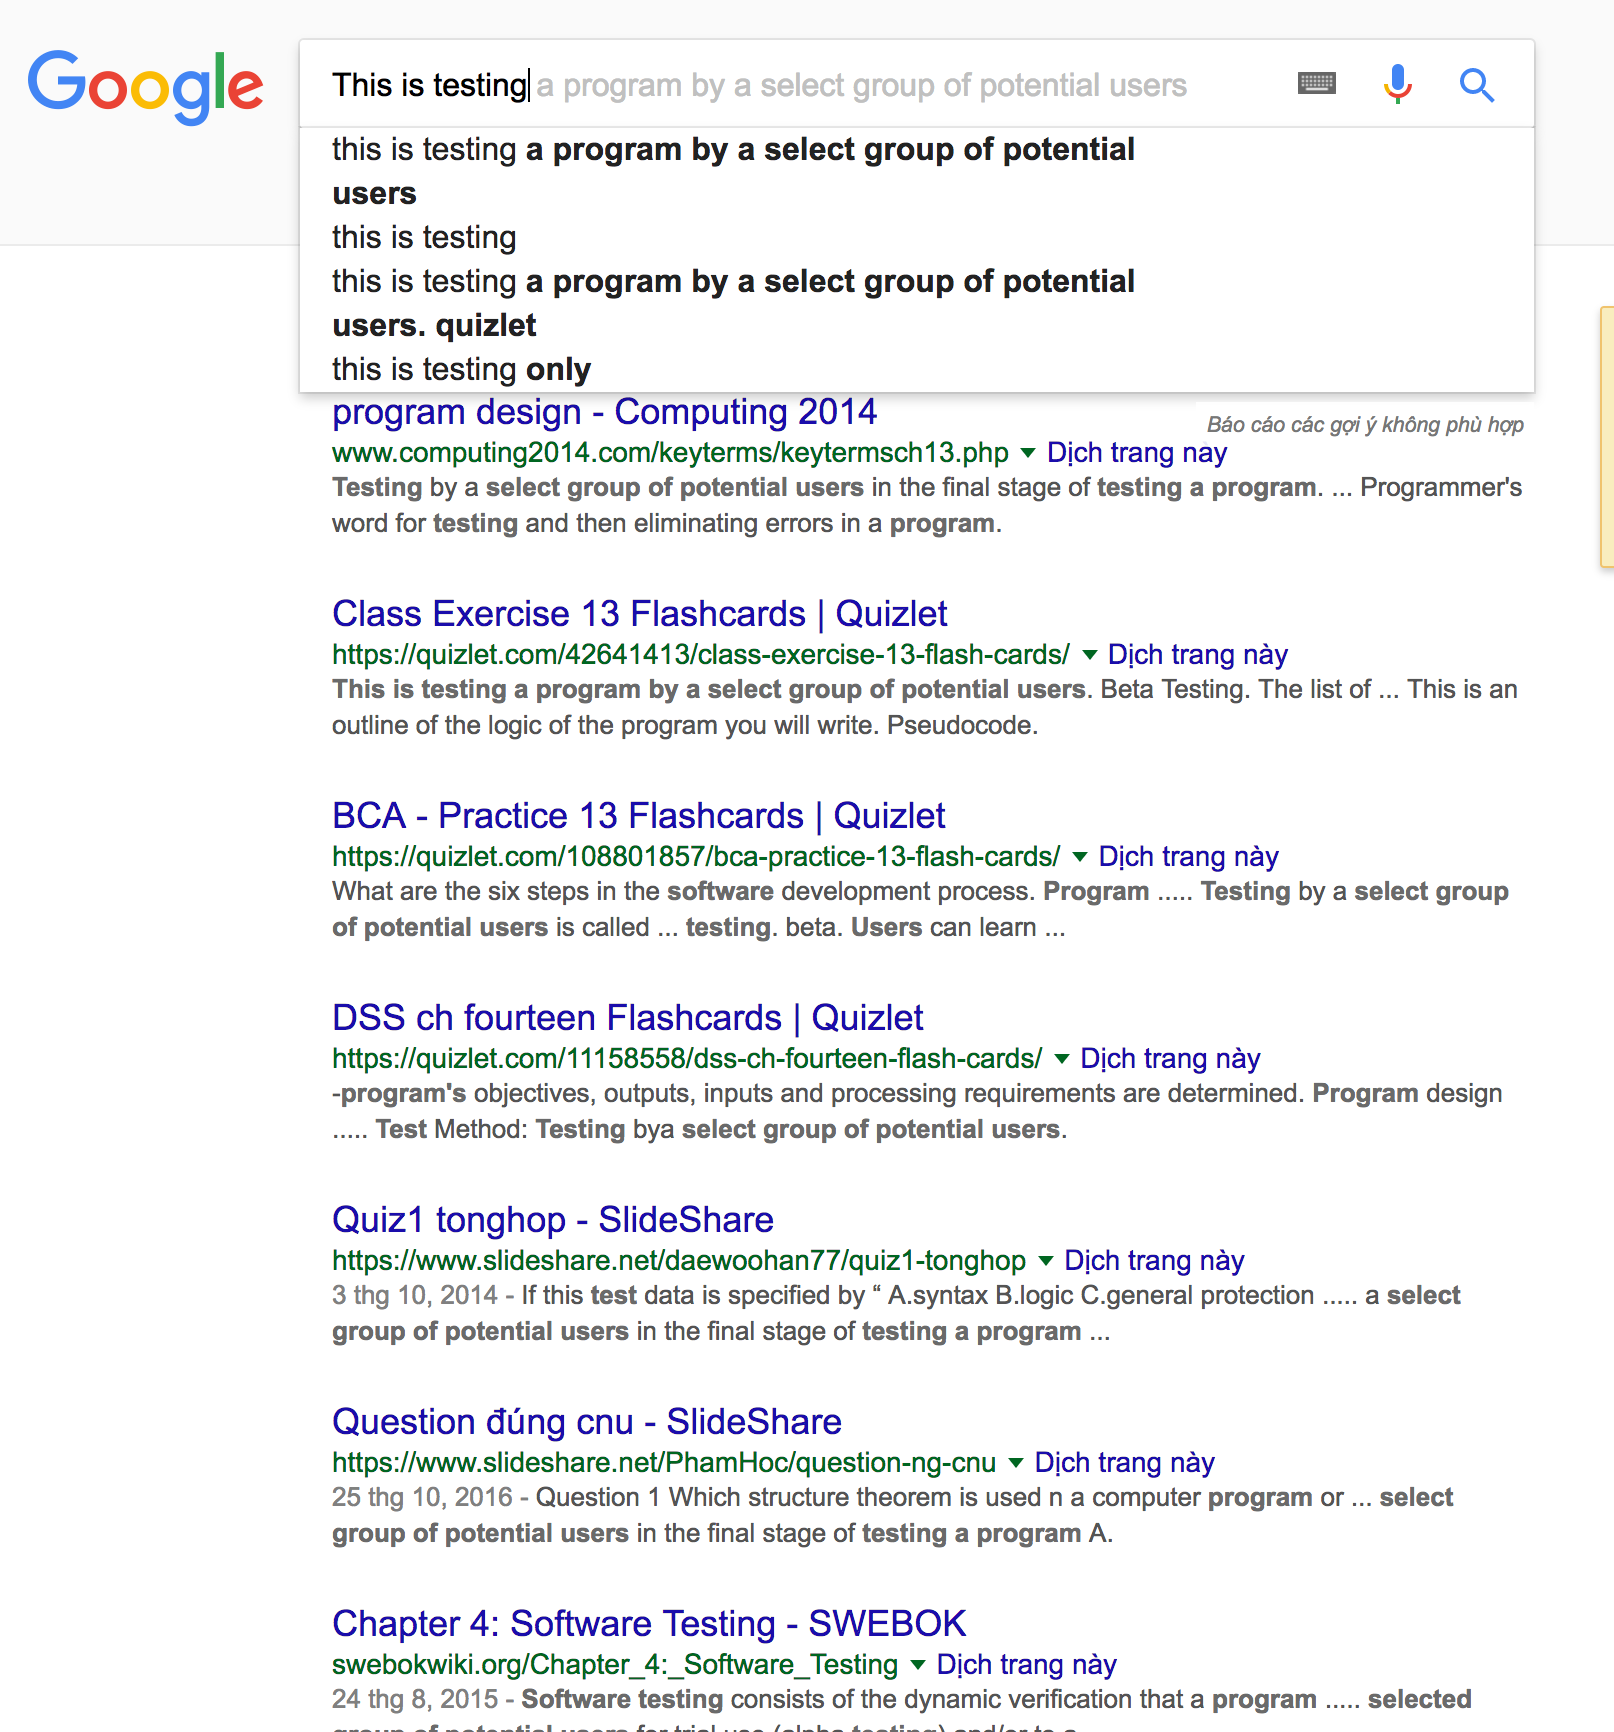 Google
This is testing a program by a select group of potential users
this is testing a program by a select group of potential
users
this is testing
this is testing a program by a select group of potential
users. quizlet
this is testing only
program design - Computing 2014
Báo cáo các gợi ý không phù hợp
www.computing2014.com/keyterms/keytermsch13.php ▼ Dịch trang này
Testing by a select group of potential users in the final stage of testing a program. ... Programmer's
word for testing and then eliminating errors in a program.
Class Exercise 13 Flashcards | Quizlet
https://quizlet.com/42641413/class-exercise-13-flash-cards/ ▼ Dịch trang này
This is testing a program by a select group of potential users. Beta Testing. The list of ... This is an
outline of the logic of the program you will write. Pseudocode.
BCA - Practice 13 Flashcards | Quizlet
https://quizlet.com/108801857/bca-practice-13-flash-cards/ ▼ Dịch trang này
What are the six steps in the software development process. Program ..... Testing by a select group
of potential users is called ... testing. beta. Users can learn ...
DSS ch fourteen Flashcards | Quizlet
https://quizlet.com/11158558/dss-ch-fourteen-flash-cards/ ▼ Dịch trang này
-program's objectives, outputs, inputs and processing requirements are determined. Program design
..... Test Method: Testing bya select group of potential users.
Quiz1 tonghop - SlideShare
https://www.slideshare.net/daewoohan77/quiz1-tonghop ▼ Dịch trang này
3 thg 10, 2014 - If this test data is specified by “ A.syntax B.logic C.general protection ..... a select
group of potential users in the final stage of testing a program ...
Question đúng cnu - SlideShare
https://www.slideshare.net/PhamHoc/question-ng-cnu ▼ Dịch trang này
25 thg 10, 2016 - Question 1 Which structure theorem is used n a computer program or ... select
group of potential users in the final stage of testing a program A.
Chapter 4: Software Testing - SWEBOK
swebokwiki.org/Chapter_4:_Software_Testing ▼ Dịch trang này
24 thg 8, 2015 - Software testing consists of the dynamic verification that a program ..... selected
group of potential users for trial use (alpha testing) and/or to a